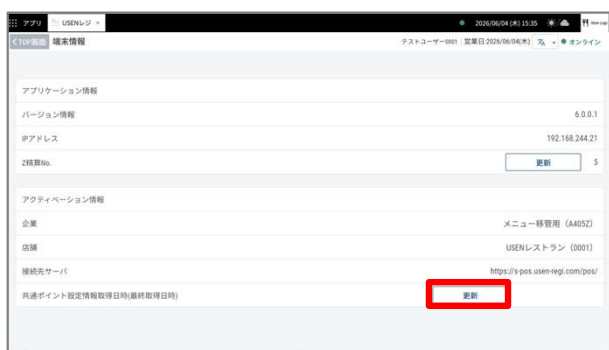 アプリ USENレジ × 2026/06/04 (木) 15:35
<TOP画面 端末情報 テストユーザー0001 営業日:2026/06/04(木) オンライン
アプリケーション情報
バージョン情報 6.0.0.1
IPアドレス 192.168.244.21
Z精算No. 更新 5
アクティベーション情報
企業 メニュー移管用 (A405Z)
店舗 USENレストラン (0001)
接続先サーバ https://s-pos.usen-regi.com/pos/
共通ポイント設定情報取得日時(最終取得日時) 更新